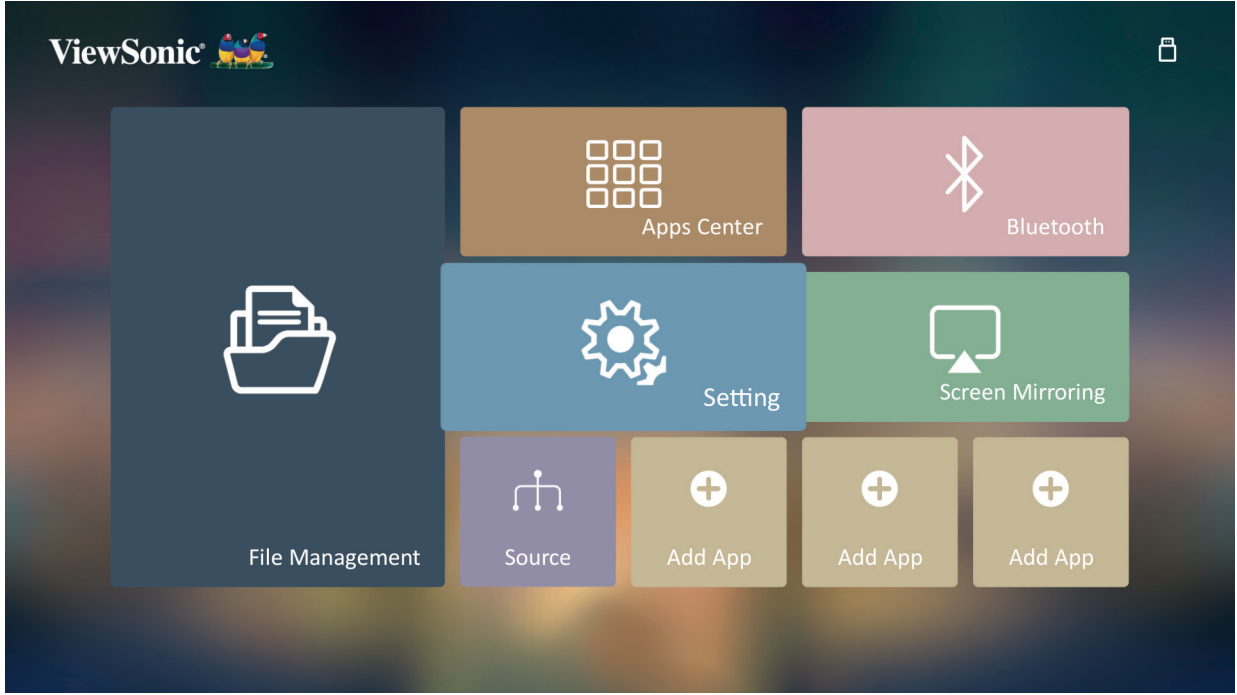 ViewSonic®
Apps Center
Bluetooth
Setting
Screen Mirroring
File Management
Source
Add App
Add App
Add App